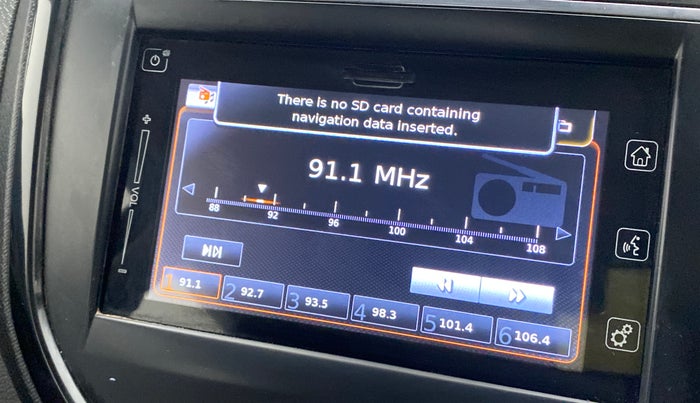 There is no SD card containing
navigation data inserted.
91.1 MHz
88 92 96 100 104 108
VOL
1 91.1 2 92.7 3 93.5 4 98.3 5 101.4 6 106.4